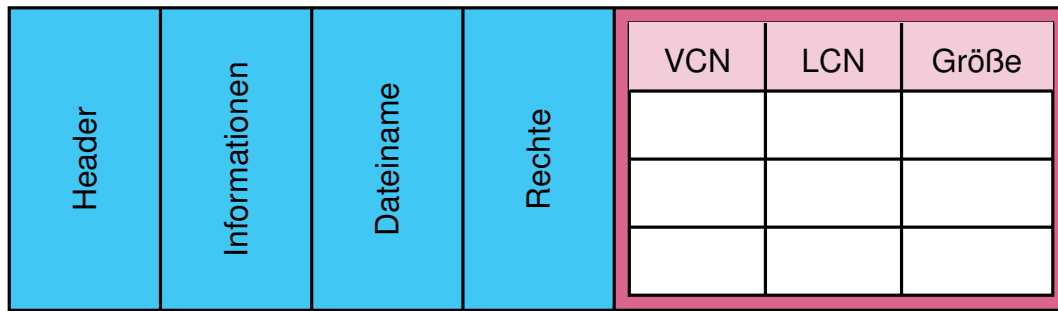 Header
Informationen
Dateiname
Rechte
VCN LCN Größe